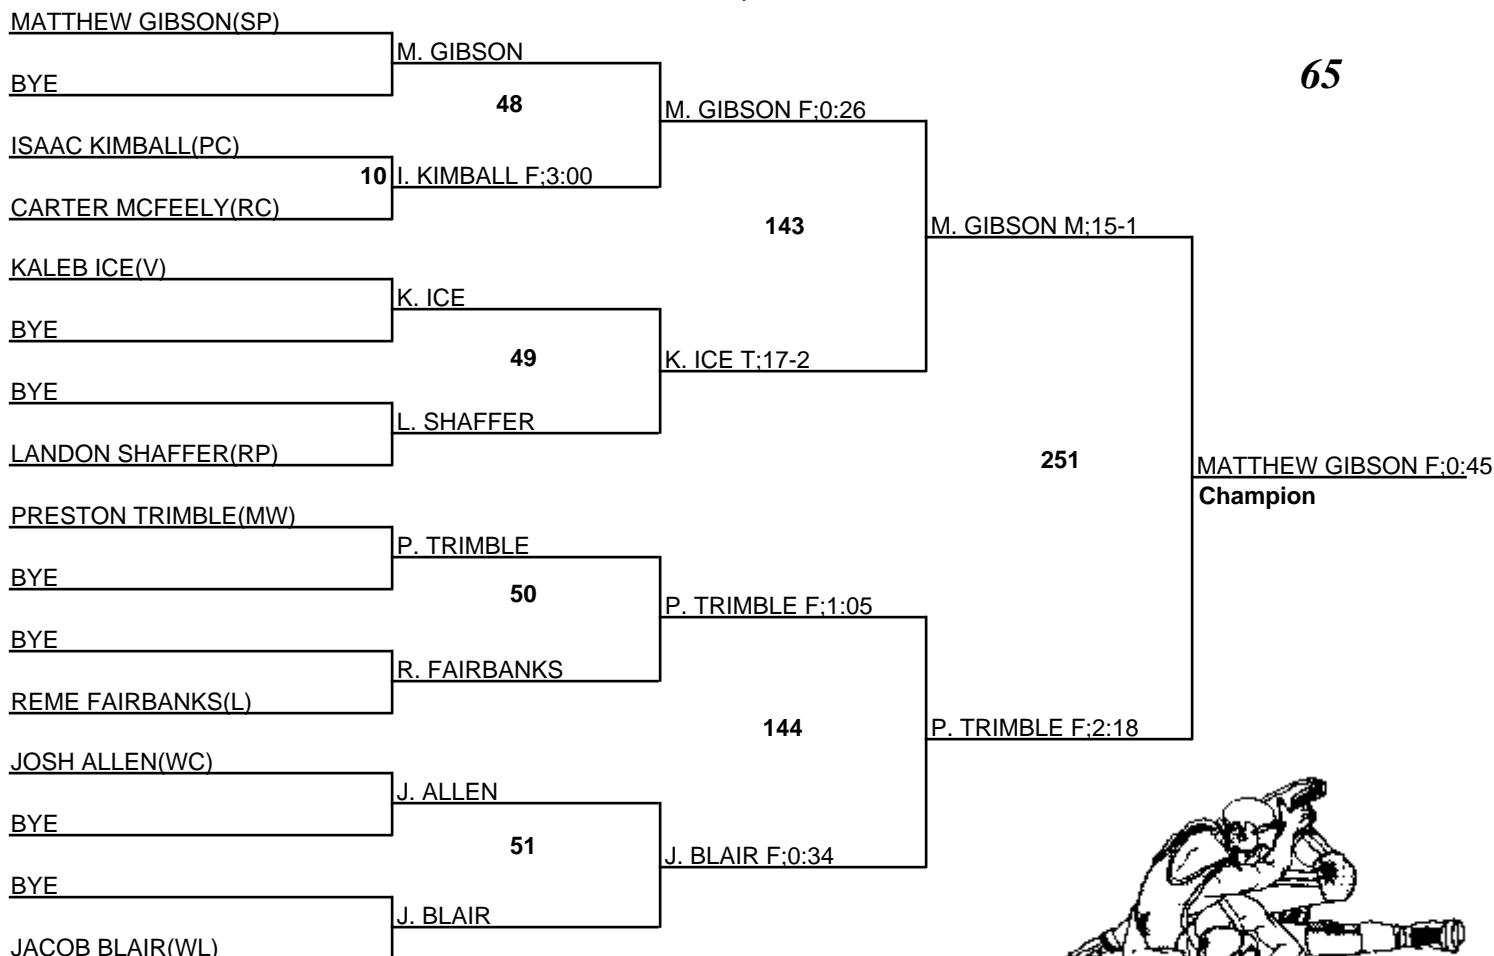 MATTHEW GIBSON(SP)
M. GIBSON
BYE
65
48
M. GIBSON F;0:26
ISAAC KIMBALL(PC)
10
I. KIMBALL F;3:00
CARTER MCFEELY(RC)
143
M. GIBSON M;15-1
KALEB ICE(V)
K. ICE
BYE
49
K. ICE T;17-2
BYE
L. SHAFFER
LANDON SHAFFER(RP)
251
MATTHEW GIBSON F;0:45
Champion
PRESTON TRIMBLE(MW)
P. TRIMBLE
BYE
50
P. TRIMBLE F;1:05
BYE
R. FAIRBANKS
REME FAIRBANKS(L)
144
P. TRIMBLE F;2:18
JOSH ALLEN(WC)
J. ALLEN
BYE
51
J. BLAIR F;0:34
BYE
J. BLAIR
JACOB BLAIR(WL)